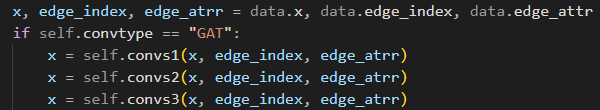 x, edge_index, edge_atrr = data.x, data.edge_index, data.edge_attr
if self.convtype == "GAT":
    x = self.convs1(x, edge_index, edge_atrr)
    x = self.convs2(x, edge_index, edge_atrr)
    x = self.convs3(x, edge_index, edge_atrr)